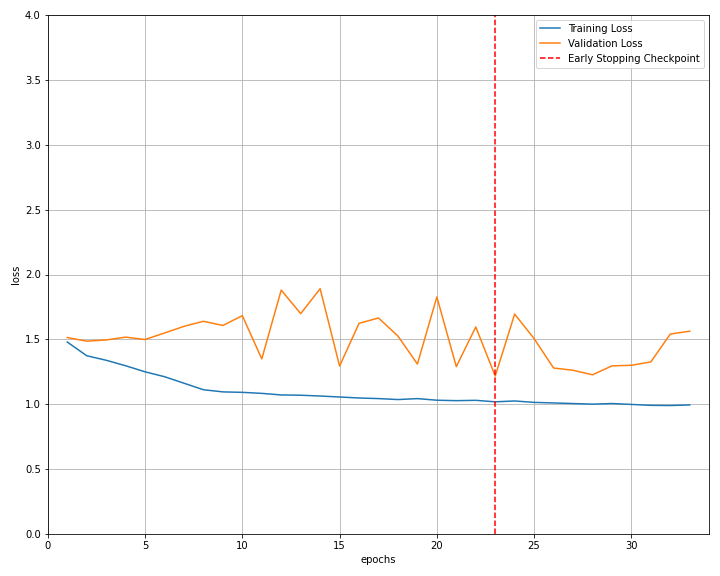 4.0
3.5
3.0
2.5
2.0
1.5
1.0
0.5
0.0
loss
Training Loss
Validation Loss
Early Stopping Checkpoint
0 5 10 15 20 25 30
epochs